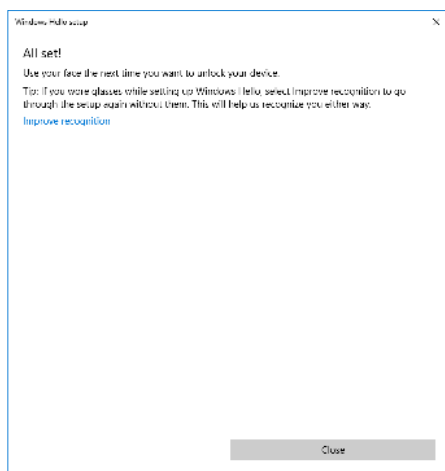 Windows Hello setup
All set!
Use your face the next time you want to unlock your device.
Tip: If you wore glasses while setting up Windows Hello, select Improve recognition to go
through the setup again without them. This will help us recognize you either way.
Improve recognition
Close